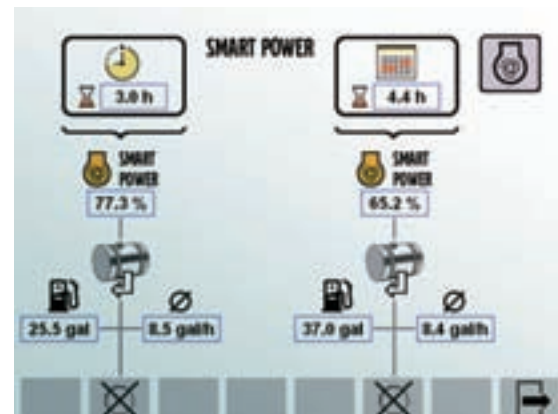 SMART POWER
3.0 h
4.4 h
SMART
POWER
77.3 %
SMART
POWER
65.2 %
25.5 gal
8.5 gal/h
37.0 gal
8.4 gal/h